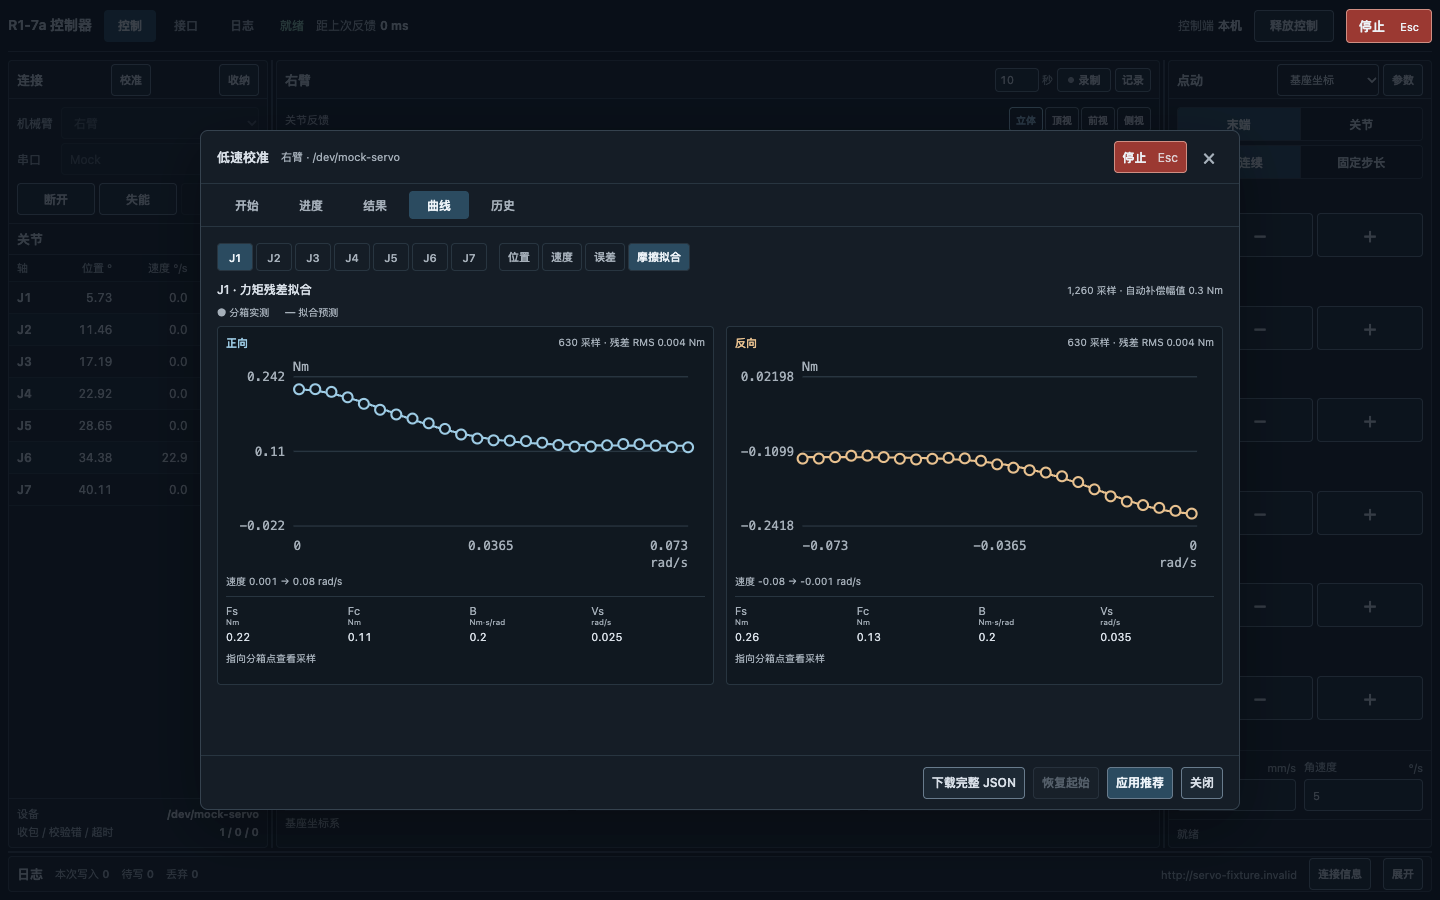 R1-7a 控制器 控制 接口 日志 就绪 距上次反馈 0 ms 控制端 本机 释放控制 停止 Esc
连接 校准 收纳 右臂 10 秒 录制 记录 点动 基座坐标 参数
机械臂 右臂 关节反馈 立体 顶视 前视 侧视 末端 关节
串口 Mock 连续 固定步长
断开 失能
关节
轴 位置 ° 速度 °/s
J1 5.73 0.0
J2 11.46 0.0
J3 17.19 0.0
J4 22.92 0.0
J5 28.65 0.0
J6 34.38 22.9
J7 40.11 0.0
低速校准 右臂 · /dev/mock-servo 停止 Esc ×
开始 进度 结果 曲线 历史
J1 J2 J3 J4 J5 J6 J7 位置 速度 误差 摩擦拟合
J1 · 力矩残差拟合 1,260 采样 · 自动补偿幅值 0.3 Nm
分箱实测 拟合预测
正向 630 采样 · 残差 RMS 0.004 Nm
Nm
0.242
0.11
−0.022
0 0.0365 0.073
rad/s
速度 0.001 → 0.08 rad/s
Fs Fc B Vs
Nm Nm Nm·s/rad rad/s
0.22 0.11 0.2 0.025
指向分箱点查看采样
反向 630 采样 · 残差 RMS 0.004 Nm
Nm
0.02198
−0.1099
−0.2418
−0.073 −0.0365 0
rad/s
速度 -0.08 → -0.001 rad/s
Fs Fc B Vs
Nm Nm Nm·s/rad rad/s
0.26 0.13 0.2 0.035
指向分箱点查看采样
下载完整 JSON 恢复起始 应用推荐 关闭
− +
− +
− +
− +
− +
− +
mm/s 角速度 °/s
5
设备 /dev/mock-servo
收包 / 校验错 / 超时 1 / 0 / 0
基座坐标系
就绪
日志 本次写入 0 待写 0 丢弃 0 http://servo-fixture.invalid 连接信息 展开